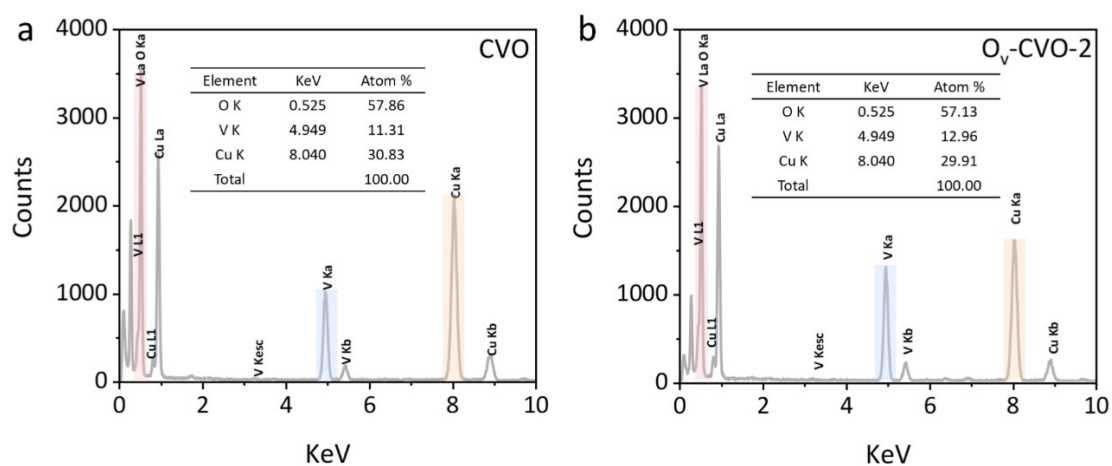 a
CVO
4000
3000
2000
1000
0
Counts
Element KeV Atom %
O K 0.525 57.86
V K 4.949 11.31
Cu K 8.040 30.83
Total 100.00
V La O Ka
V L1
Cu L1
Cu La
V Kesc
V Ka
V Kb
Cu Ka
Cu Kb
0 2 4 6 8 10
KeV
b
Ov-CVO-2
4000
3000
2000
1000
0
Counts
Element KeV Atom %
O K 0.525 57.13
V K 4.949 12.96
Cu K 8.040 29.91
Total 100.00
V La O Ka
V L1
Cu L1
Cu La
V Kesc
V Ka
V Kb
Cu Ka
Cu Kb
0 2 4 6 8 10
KeV